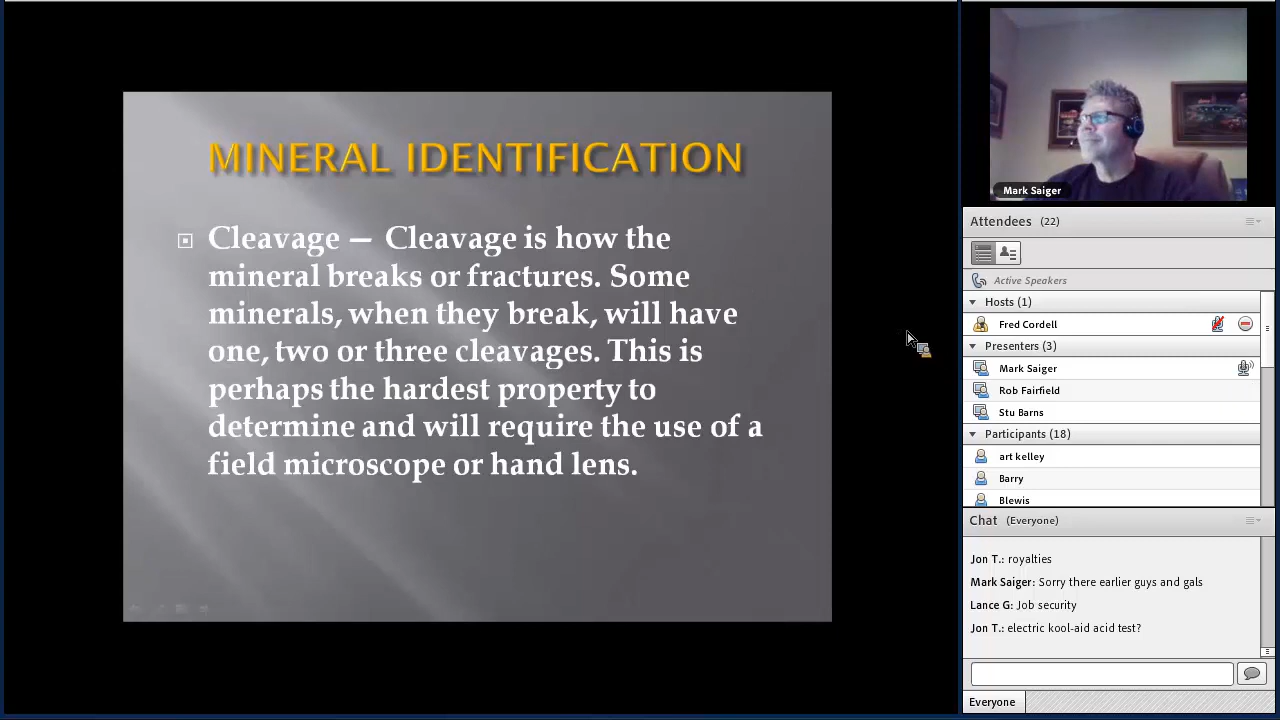 MINERAL IDENTIFICATION
Cleavage — Cleavage is how the
mineral breaks or fractures. Some
minerals, when they break, will have
one, two or three cleavages. This is
perhaps the hardest property to
determine and will require the use of a
field microscope or hand lens.
Mark Saiger
Attendees (22)
Active Speakers
Hosts (1)
Fred Cordell
Presenters (3)
Mark Saiger
Rob Fairfield
Stu Barns
Participants (18)
art kelley
Barry
Blewis
Chat (Everyone)
Jon T.: royalties
Mark Saiger: Sorry there earlier guys and gals
Lance G: Job security
Jon T.: electric kool-aid acid test?
Everyone